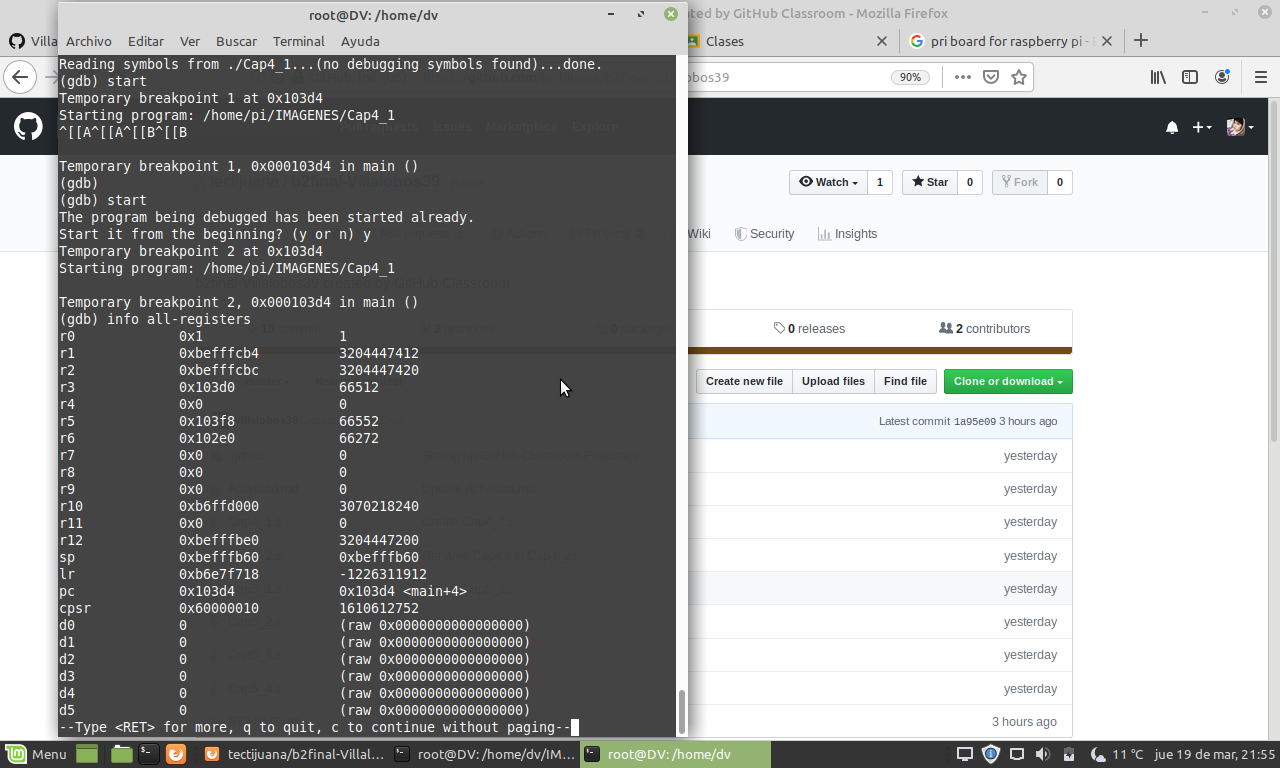 root@DV: /home/dv
Archivo Editar Ver Buscar Terminal Ayuda
Reading symbols from ./Cap4_1...(no debugging symbols found)...done.
(gdb) start
Temporary breakpoint 1 at 0x103d4
Starting program: /home/pi/IMAGENES/Cap4_1
^[[A^[[A^[[B^[[B
Temporary breakpoint 1, 0x000103d4 in main ()
(gdb)
(gdb) start
The program being debugged has been started already.
Start it from the beginning? (y or n) y
Temporary breakpoint 2 at 0x103d4
Starting program: /home/pi/IMAGENES/Cap4_1
Temporary breakpoint 2, 0x000103d4 in main ()
(gdb) info all-registers
r0 0x1 1
r1 0xbefffcb4 3204447412
r2 0xbefffcbc 3204447420
r3 0x103d0 66512
r4 0x0 0
r5 0x103f8 66552
r6 0x102e0 66272
r7 0x0 0
r8 0x0 0
r9 0x0 0
r10 0xb6ffd000 3070218240
r11 0x0 0
r12 0xbefffbe0 3204447200
sp 0xbefffb60 0xbefffb60
lr 0xb6e7f718 -1226311912
pc 0x103d4 0x103d4 <main+4>
cpsr 0x60000010 1610612752
d0 0 (raw 0x0000000000000000)
d1 0 (raw 0x0000000000000000)
d2 0 (raw 0x0000000000000000)
d3 0 (raw 0x0000000000000000)
d4 0 (raw 0x0000000000000000)
d5 0 (raw 0x0000000000000000)
--Type <RET> for more, q to quit, c to continue without paging--
ated by GitHub Classroom - Mozilla Firefox
Villa
Clases
pri board for raspberry pi -
obos39
90%
Watch 1
Star 0
Fork 0
Wiki
Security
Insights
0 releases
2 contributors
Create new file
Upload files
Find file
Clone or download
Latest commit 1a95e09 3 hours ago
yesterday
yesterday
yesterday
yesterday
yesterday
yesterday
yesterday
3 hours ago
Menu
tectijuana/b2final-Villal...
root@DV: /home/dv/IM...
root@DV: /home/dv
11 °C
jue 19 de mar, 21:55